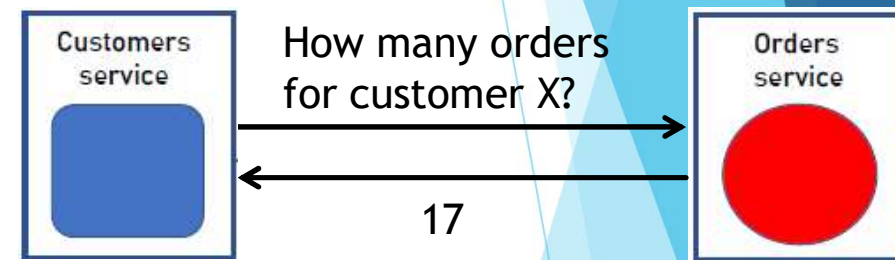 Customers
service
How many orders
for customer X?
17
Orders
service